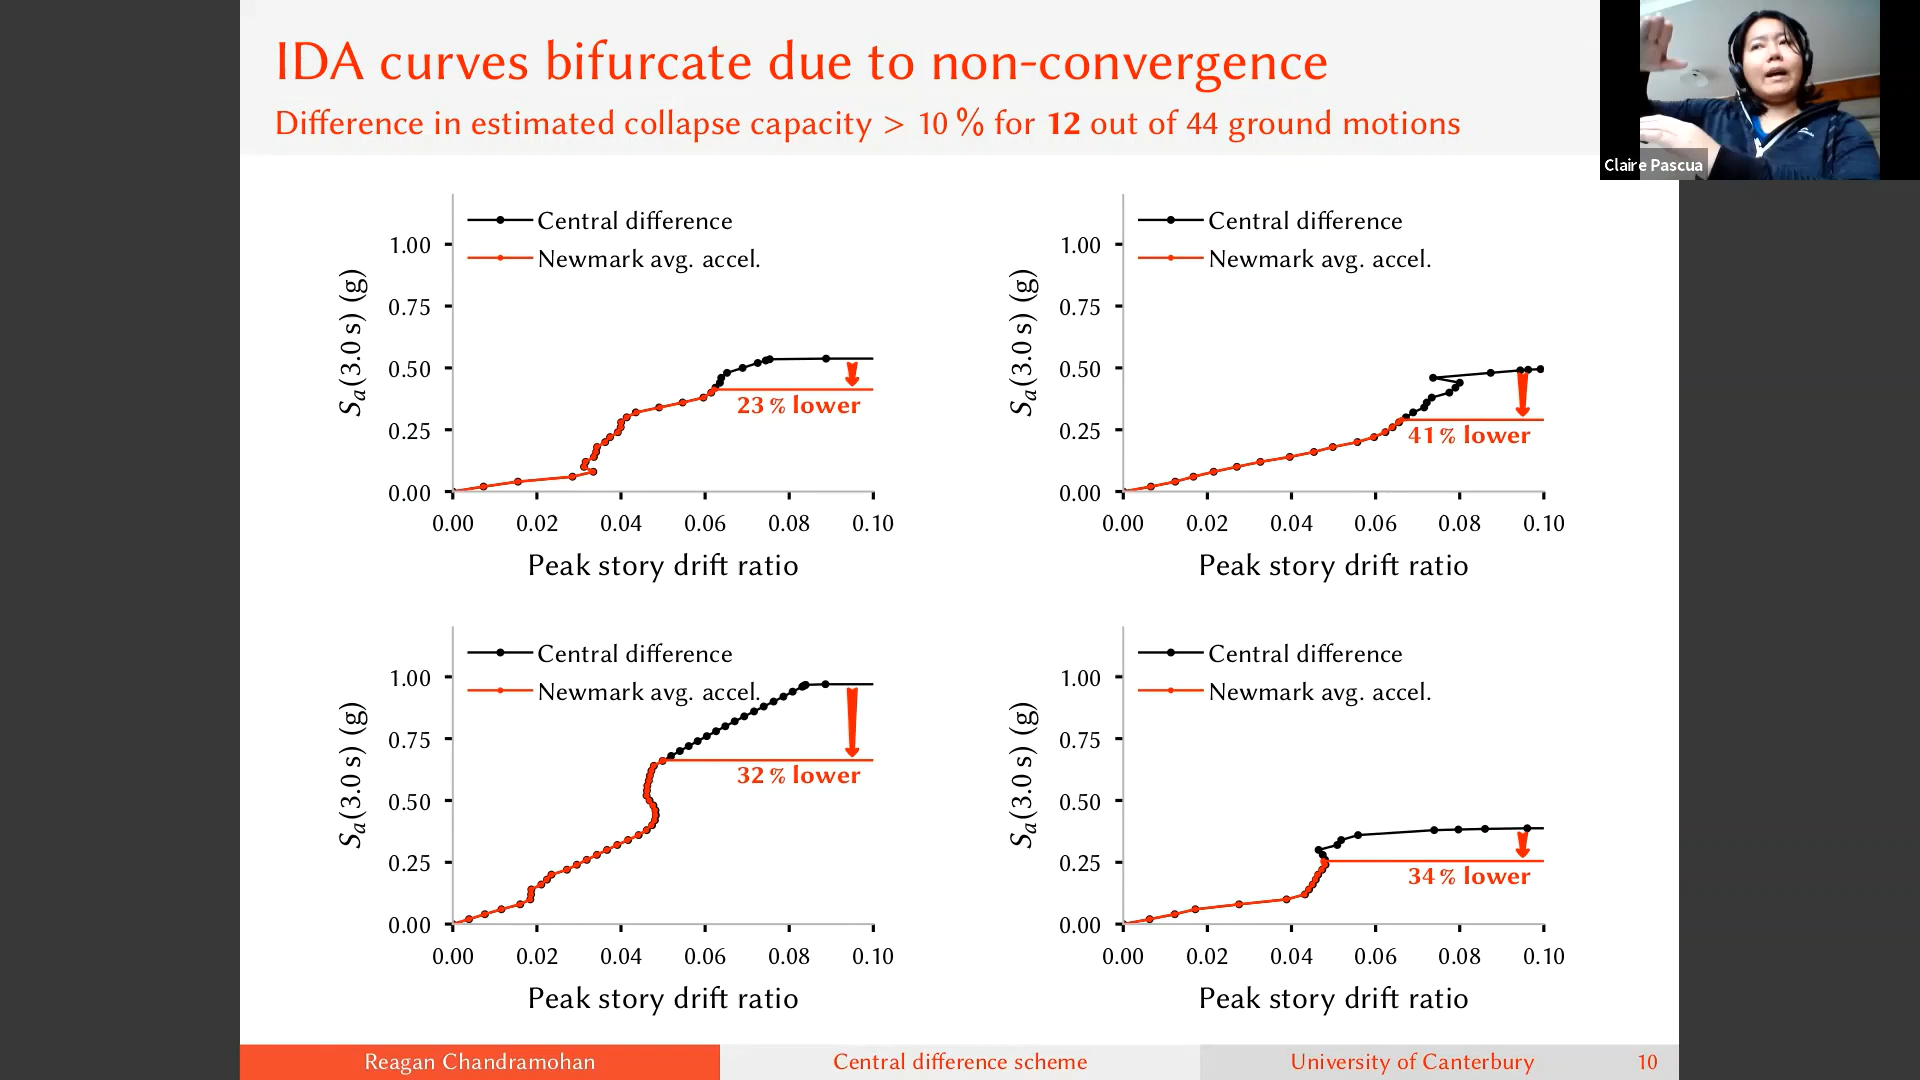 IDA curves bifurcate due to non-convergence
Difference in estimated collapse capacity > 10 % for 12 out of 44 ground motions
Claire Pascua
Central difference
Newmark avg. accel.
1.00
0.75
0.50
0.25
0.00
Sa(3.0 s) (g)
23 % lower
0.00 0.02 0.04 0.06 0.08 0.10
Peak story drift ratio
Central difference
Newmark avg. accel.
1.00
0.75
0.50
0.25
0.00
Sa(3.0 s) (g)
41 % lower
0.00 0.02 0.04 0.06 0.08 0.10
Peak story drift ratio
Central difference
Newmark avg. accel.
1.00
0.75
0.50
0.25
0.00
Sa(3.0 s) (g)
32 % lower
0.00 0.02 0.04 0.06 0.08 0.10
Peak story drift ratio
Central difference
Newmark avg. accel.
1.00
0.75
0.50
0.25
0.00
Sa(3.0 s) (g)
34 % lower
0.00 0.02 0.04 0.06 0.08 0.10
Peak story drift ratio
Reagan Chandramohan
Central difference scheme
University of Canterbury
10